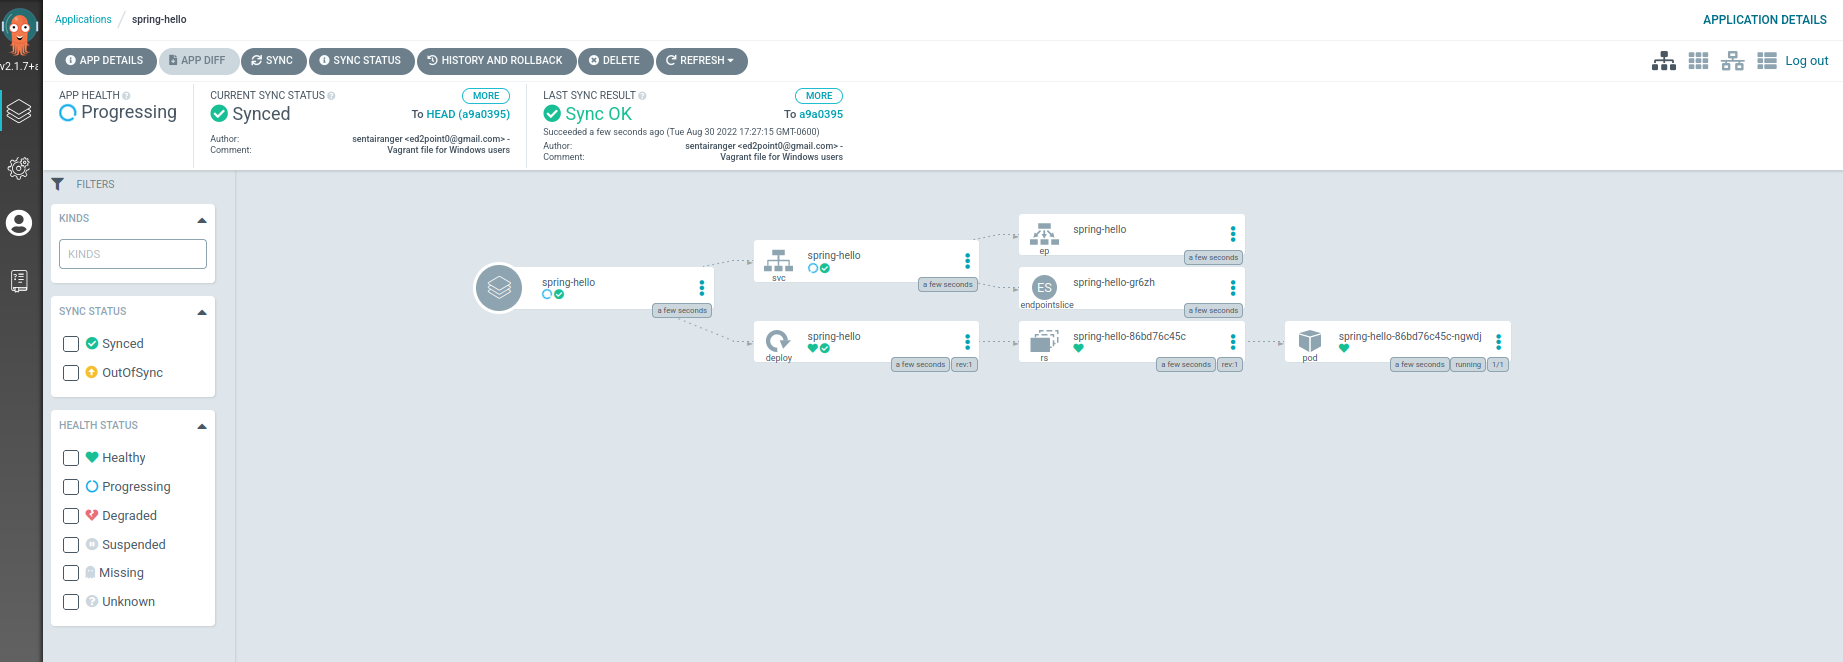 Applications / spring-hello
APPLICATION DETAILS
v2.1.7+a
APP DETAILS
APP DIFF
SYNC
SYNC STATUS
HISTORY AND ROLLBACK
DELETE
REFRESH
Log out
APP HEALTH
Progressing
CURRENT SYNC STATUS
MORE
Synced
To HEAD (a9a0395)
Author: sentairanger <ed2point0@gmail.com> -
Comment: Vagrant file for Windows users
LAST SYNC RESULT
MORE
Sync OK
To a9a0395
Succeeded a few seconds ago (Tue Aug 30 2022 17:27:15 GMT-0600)
Author: sentairanger <ed2point0@gmail.com> -
Comment: Vagrant file for Windows users
FILTERS
KINDS
KINDS
SYNC STATUS
Synced
OutOfSync
HEALTH STATUS
Healthy
Progressing
Degraded
Suspended
Missing
Unknown
spring-hello
a few seconds
spring-hello
svc
a few seconds
spring-hello
deploy
a few seconds
rev:1
spring-hello
ep
a few seconds
ES
spring-hello-gr6zh
endpointslice
a few seconds
spring-hello-86bd76c45c
rs
a few seconds
rev:1
spring-hello-86bd76c45c-ngwdj
pod
a few seconds
running
1/1